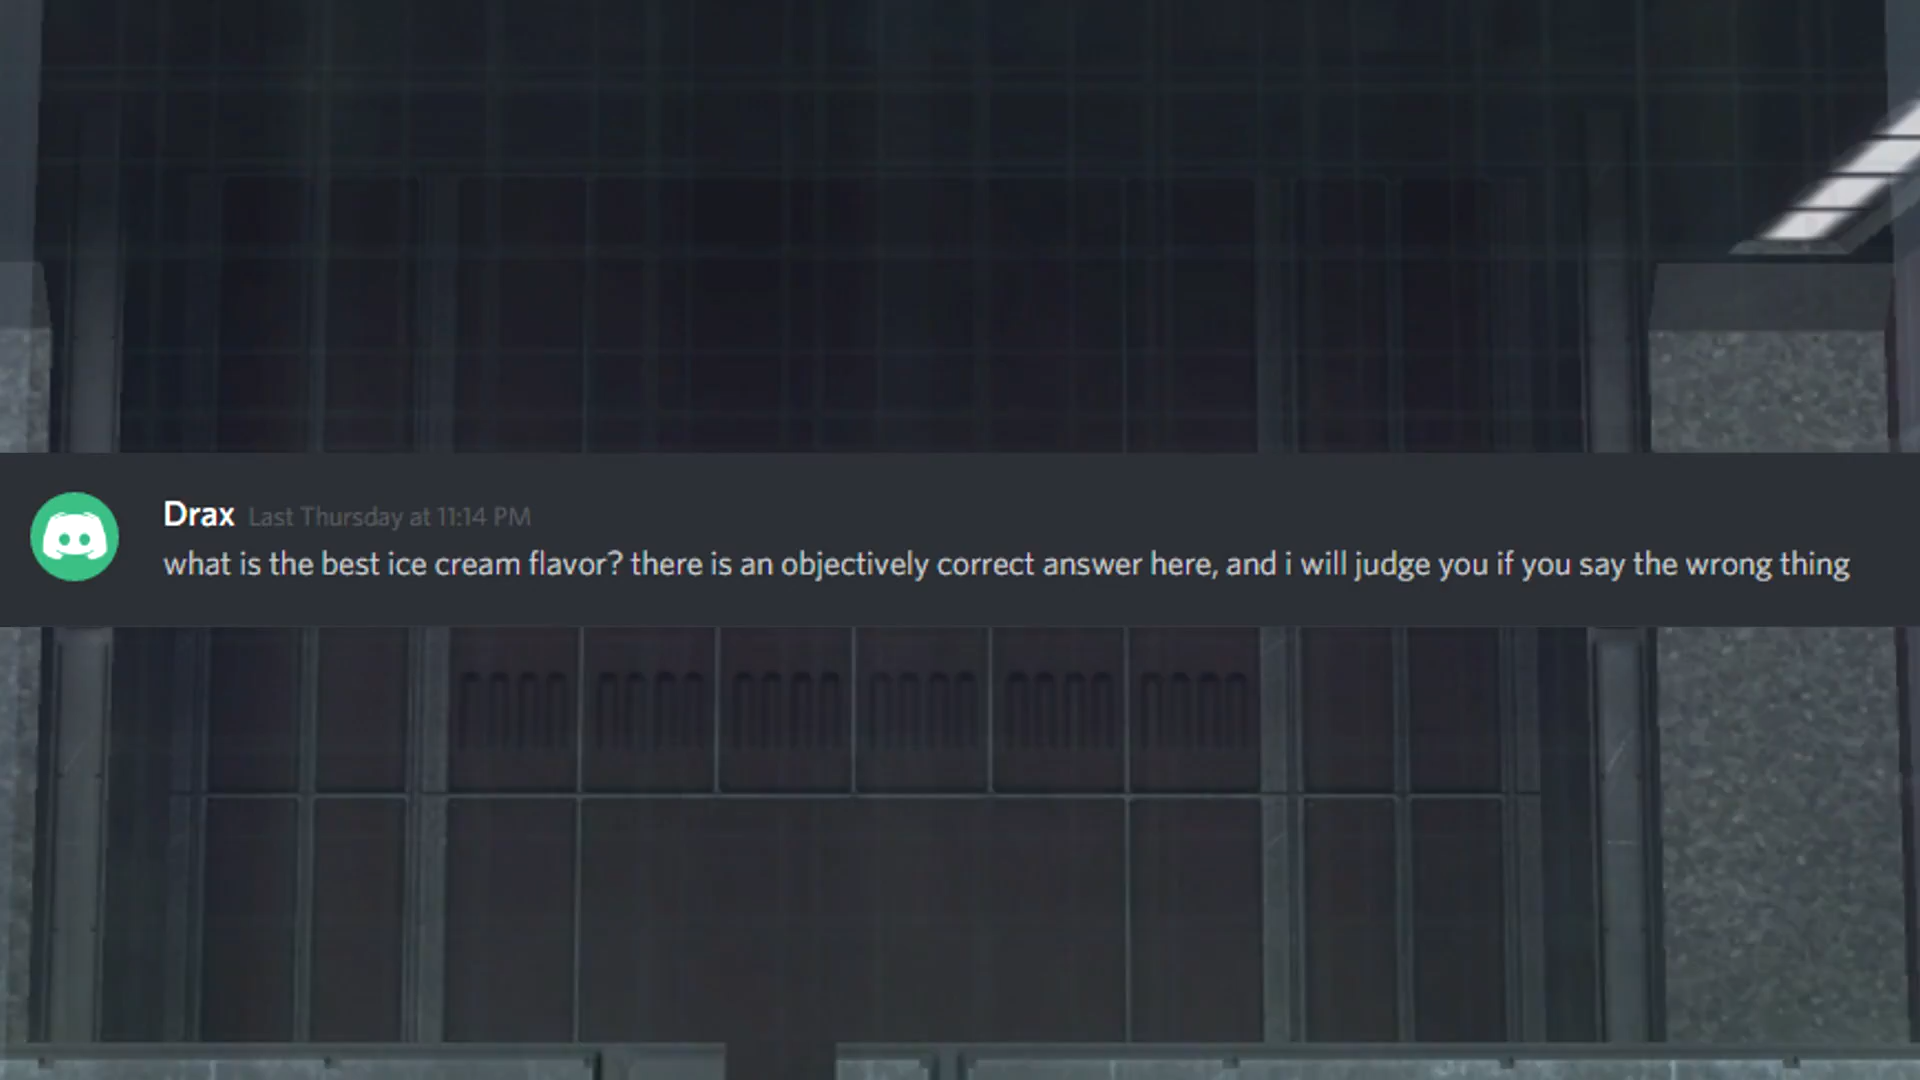 Drax Last Thursday at 11:14 PM
what is the best ice cream flavor? there is an objectively correct answer here, and i will judge you if you say the wrong thing